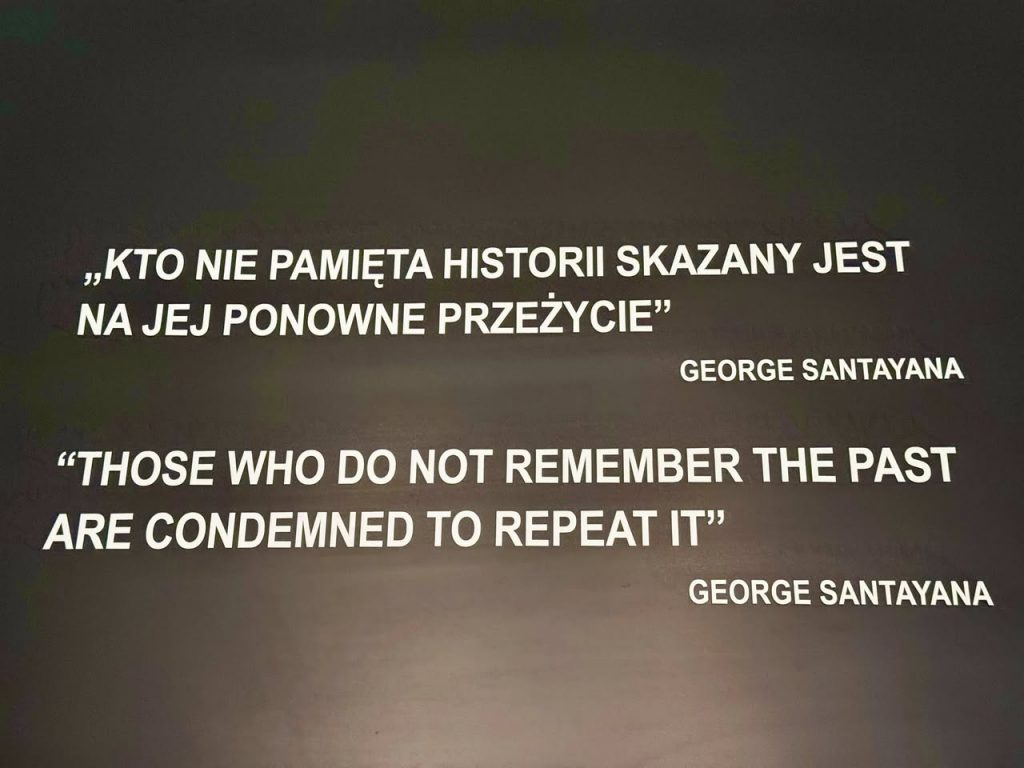 „KTO NIE PAMIĘTA HISTORII SKAZANY JEST
NA JEJ PONOWNE PRZEŻYCIE”
GEORGE SANTAYANA
“THOSE WHO DO NOT REMEMBER THE PAST
ARE CONDEMNED TO REPEAT IT”
GEORGE SANTAYANA